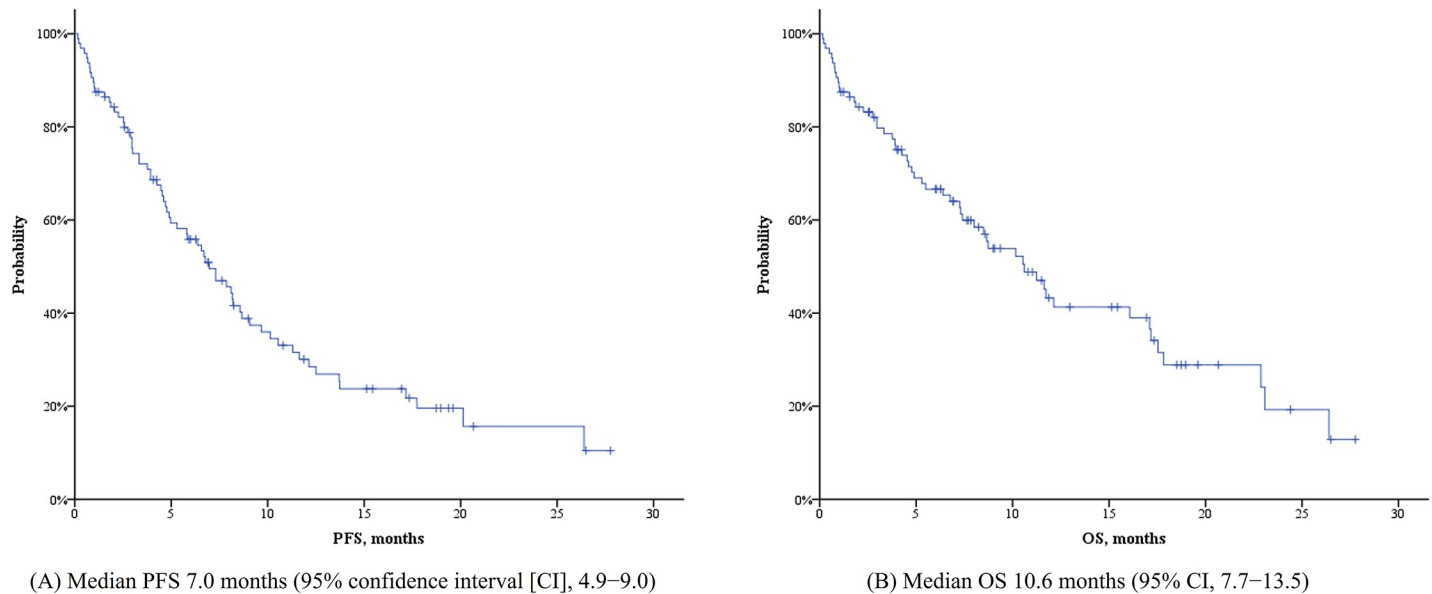 100%
80%
60%
40%
20%
0%
Probability
0 5 10 15 20 25 30
PFS, months
(A) Median PFS 7.0 months (95% confidence interval [CI], 4.9−9.0)
100%
80%
60%
40%
20%
0%
Probability
0 5 10 15 20 25 30
OS, months
(B) Median OS 10.6 months (95% CI, 7.7−13.5)